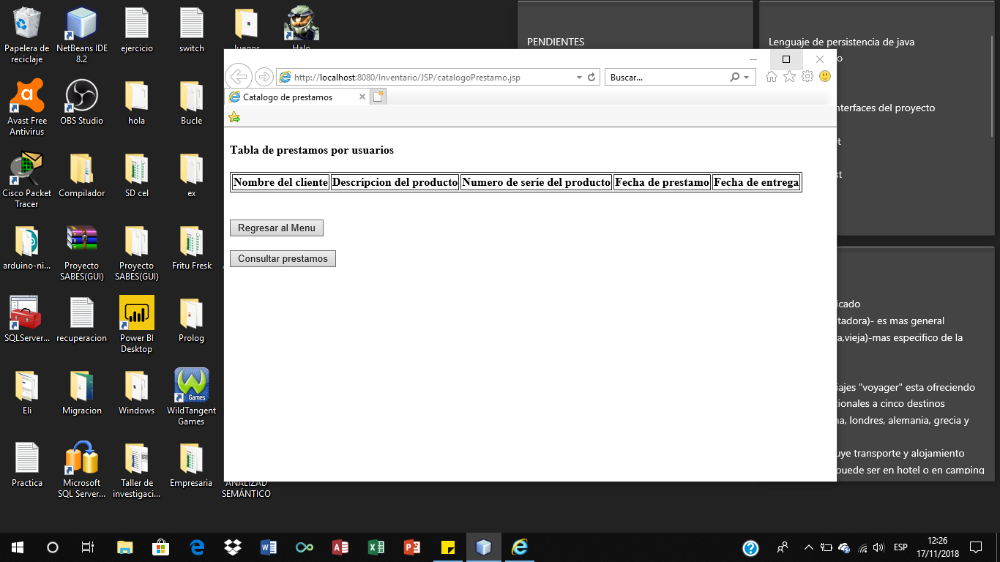 Papelera de
reciclaje
NetBeans IDE
8.2
ejercicio
switch
Juegos
Halo
Avast Free
Antivirus
OBS Studio
hola
Bucle
Cisco Packet
Tracer
Compilador
SD cel
ex
arduino-ni...
Proyecto
SABES(GUI)
Proyecto
SABES(GUI)
Fritu Fresk
SQLServer...
recuperacion
Power BI
Desktop
Prolog
Eli
Migracion
Windows
WildTangent
Games
Practica
Microsoft
SQL Server...
Taller de
investigaci...
Empresaria
ANALIZAD
SEMÁNTICO
PENDIENTES
Lenguaje de persistencia de java
o
nterfaces del proyecto
t
st
icado
tadora)- es mas general
a,vieja)-mas especifico de la
iajes "voyager" esta ofreciendo
cionales a cinco destinos
na, londres, alemania, grecia y
uye transporte y alojamiento
puede ser en hotel o en camping
http://localhost:8080/Inventario/JSP/catalogoPrestamo.jsp
Buscar...
Catalogo de prestamos
Tabla de prestamos por usuarios
Nombre del cliente Descripcion del producto Numero de serie del producto Fecha de prestamo Fecha de entrega
Regresar al Menu
Consultar prestamos
ESP
12:26
17/11/2018